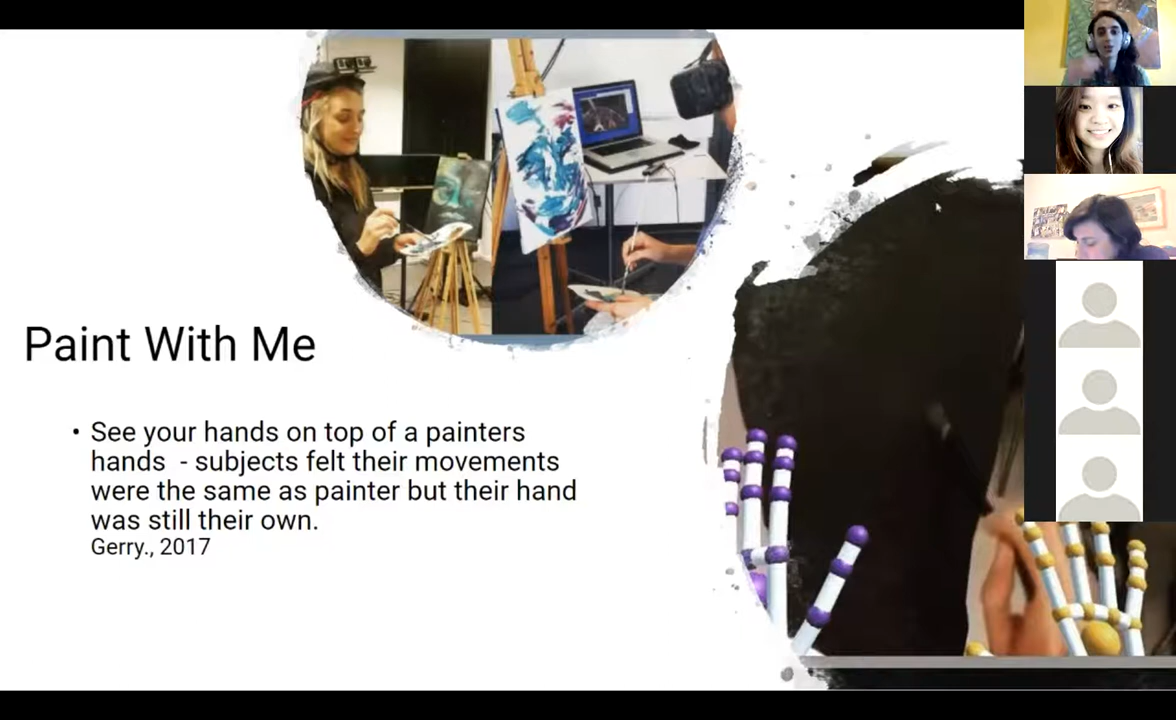 Paint With Me
• See your hands on top of a painters
hands - subjects felt their movements
were the same as painter but their hand
was still their own.
Gerry., 2017